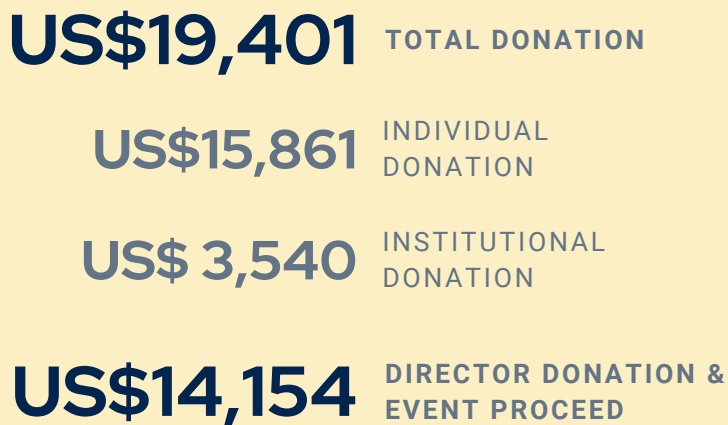 US$19,401 TOTAL DONATION
US$15,861 INDIVIDUAL
DONATION
US$ 3,540 INSTITUTIONAL
DONATION
US$14,154 DIRECTOR DONATION &
EVENT PROCEED